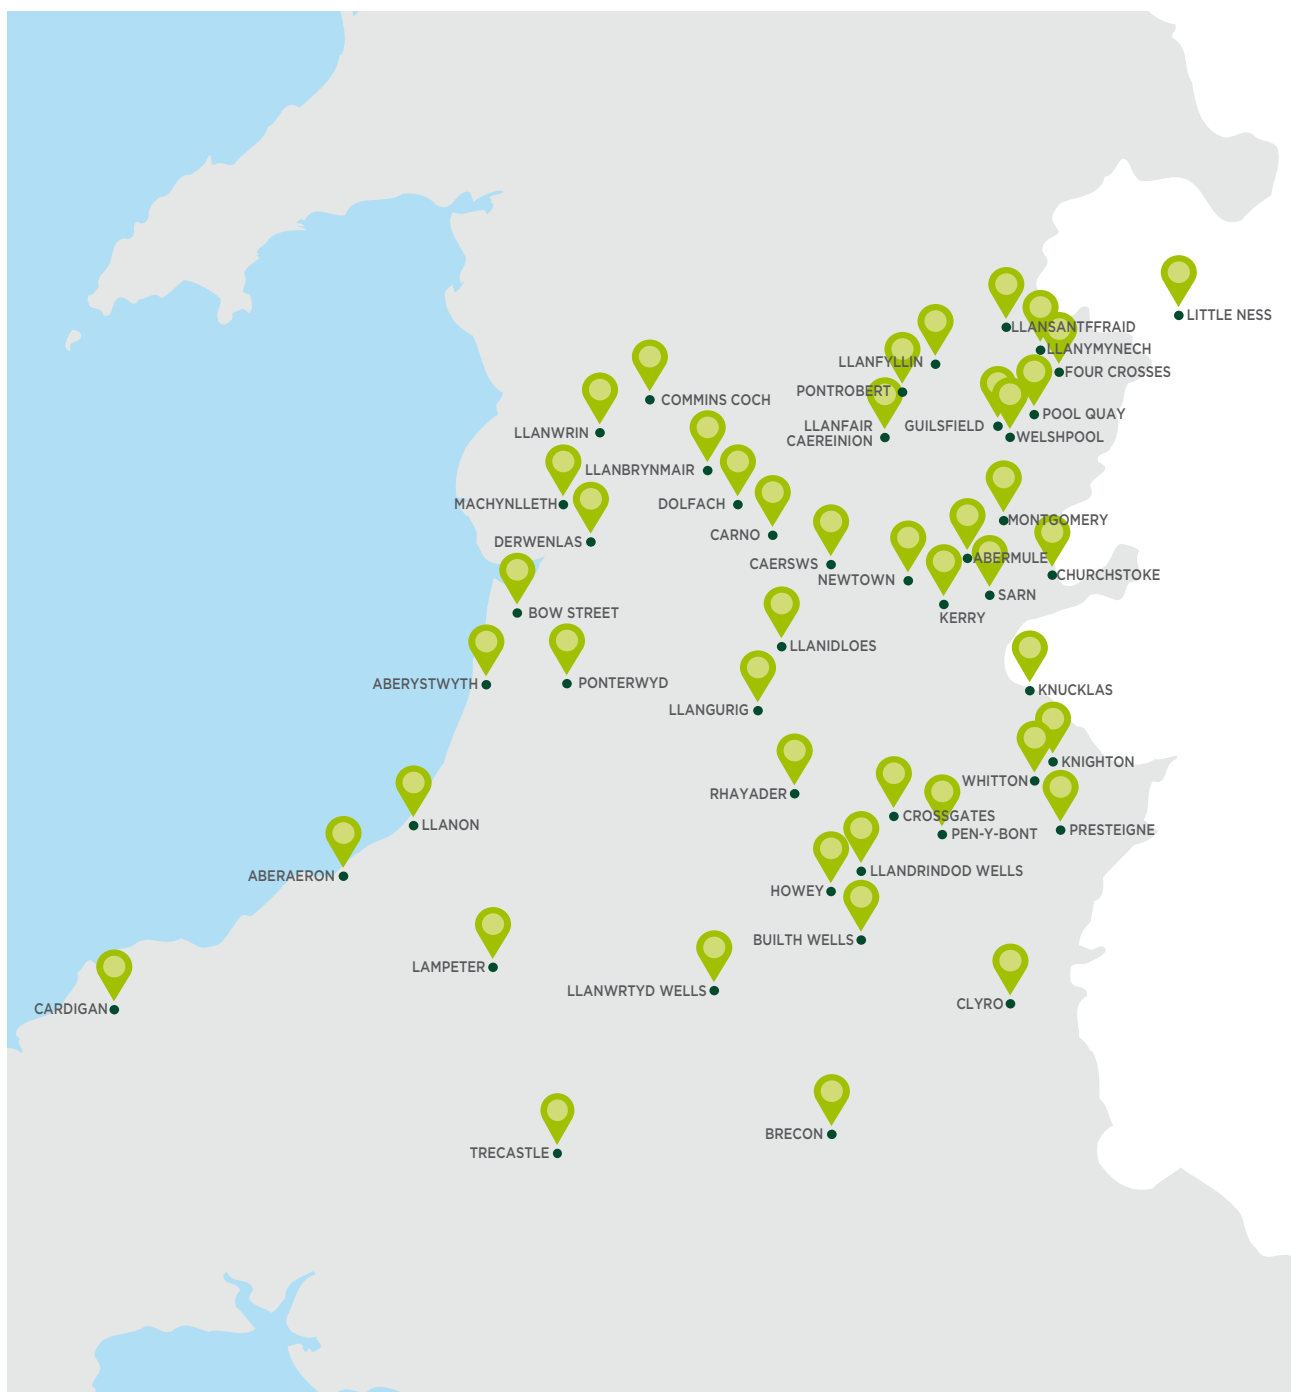 LITTLE NESS
LLANSANTFFRAID
LLANYMYNECH
LLANFYLLIN
FOUR CROSSES
PONTROBERT
COMMINS COCH
POOL QUAY
LLANFAIR
CAEREINION
GUILSFIELD
WELSHPOOL
LLANWRIN
LLANBRYNMAIR
MACHYNLLETH
DOLFACH
MONTGOMERY
CARNO
DERWENLAS
ABERMULE
CAERSWS
CHURCHSTOKE
NEWTOWN
SARN
BOW STREET
KERRY
LLANIDLOES
ABERYSTWYTH
PONTERWYD
KNUCKLAS
LLANGURIG
KNIGHTON
WHITTON
RHAYADER
CROSSGATES
LLANON
PRESTEIGNE
PEN-Y-BONT
LLANDRINDOD WELLS
ABERAERON
HOWEY
BUILTH WELLS
LAMPETER
LLANWRTYD WELLS
CLYRO
CARDIGAN
BRECON
TRECASTLE